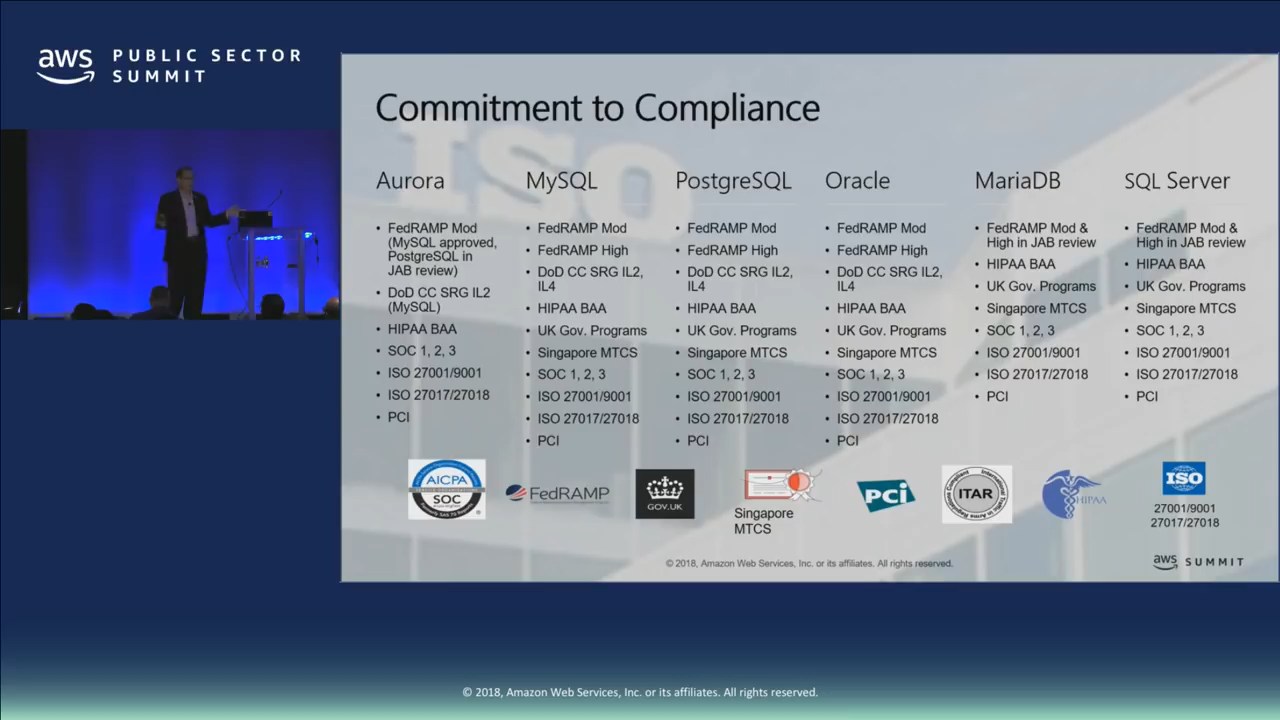 aws PUBLIC SECTOR
SUMMIT
Commitment to Compliance
Aurora
• FedRAMP Mod
(MySQL approved,
PostgreSQL in
JAB review)
• DoD CC SRG IL2
(MySQL)
• HIPAA BAA
• SOC 1, 2, 3
• ISO 27001/9001
• ISO 27017/27018
• PCI
MySQL
• FedRAMP Mod
• FedRAMP High
• DoD CC SRG IL2,
IL4
• HIPAA BAA
• UK Gov. Programs
• Singapore MTCS
• SOC 1, 2, 3
• ISO 27001/9001
• ISO 27017/27018
• PCI
PostgreSQL
• FedRAMP Mod
• FedRAMP High
• DoD CC SRG IL2,
IL4
• HIPAA BAA
• UK Gov. Programs
• Singapore MTCS
• SOC 1, 2, 3
• ISO 27001/9001
• ISO 27017/27018
• PCI
Oracle
• FedRAMP Mod
• FedRAMP High
• DoD CC SRG IL2,
IL4
• HIPAA BAA
• UK Gov. Programs
• Singapore MTCS
• SOC 1, 2, 3
• ISO 27001/9001
• ISO 27017/27018
• PCI
MariaDB
• FedRAMP Mod &
High in JAB review
• HIPAA BAA
• UK Gov. Programs
• Singapore MTCS
• SOC 1, 2, 3
• ISO 27001/9001
• ISO 27017/27018
• PCI
SQL Server
• FedRAMP Mod &
High in JAB review
• HIPAA BAA
• UK Gov. Programs
• Singapore MTCS
• SOC 1, 2, 3
• ISO 27001/9001
• ISO 27017/27018
• PCI
ISO
AICPA
SOC
FedRAMP
GOV.UK
Singapore
MTCS
PCI
ITAR
HIPAA
ISO
27001/9001
27017/27018
© 2018, Amazon Web Services, Inc. or its affiliates. All rights reserved.
aws SUMMIT
© 2018, Amazon Web Services, Inc. or its affiliates. All rights reserved.